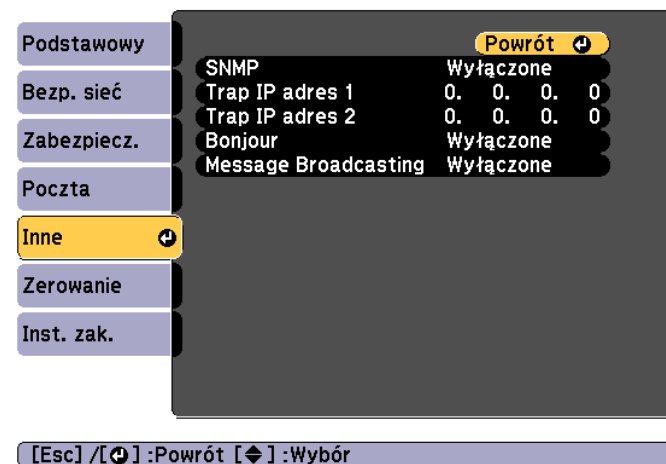 Podstawowy
Bezp. sieć
Zabezpiecz.
Poczta
Inne
Zerowanie
Inst. zak.
Powrót
SNMP Wyłączone
Trap IP adres 1 0. 0. 0. 0
Trap IP adres 2 0. 0. 0. 0
Bonjour Wyłączone
Message Broadcasting Wyłączone
[Esc] /[⏎] :Powrót [◆] :Wybór